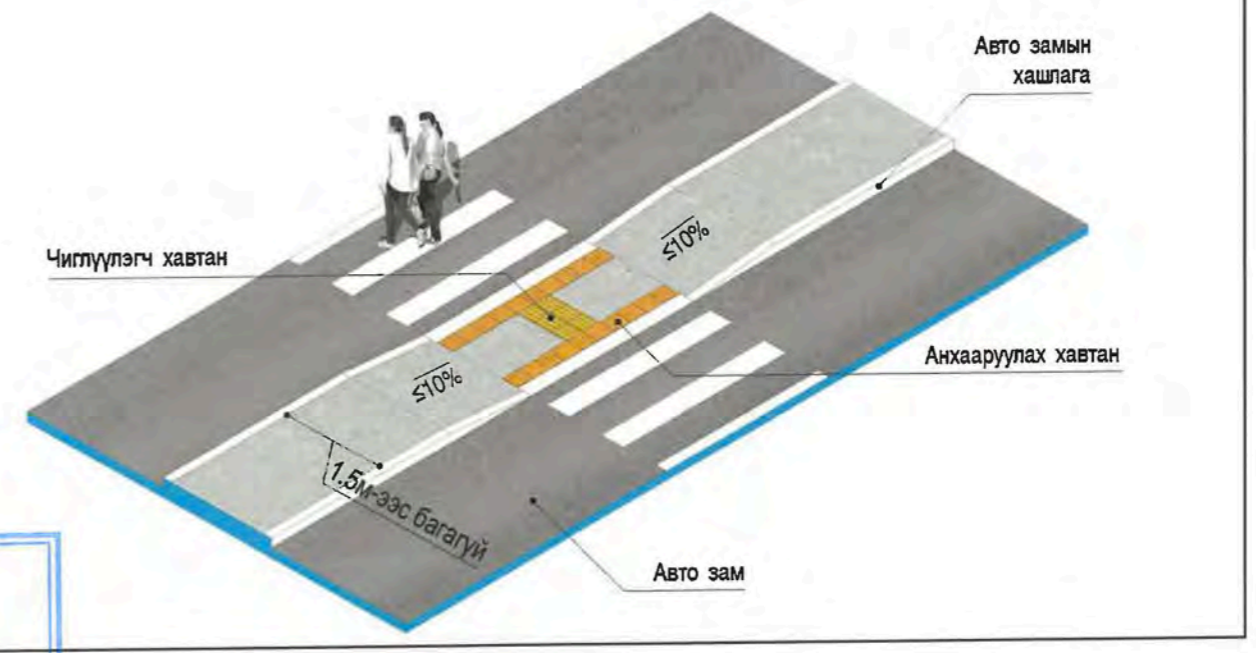 Авто замын
хашлага
≤10%
Чиглүүлэгч хавтан
Анхааруулах хавтан
≤10%
1.5м-ээс багагүй
Авто зам